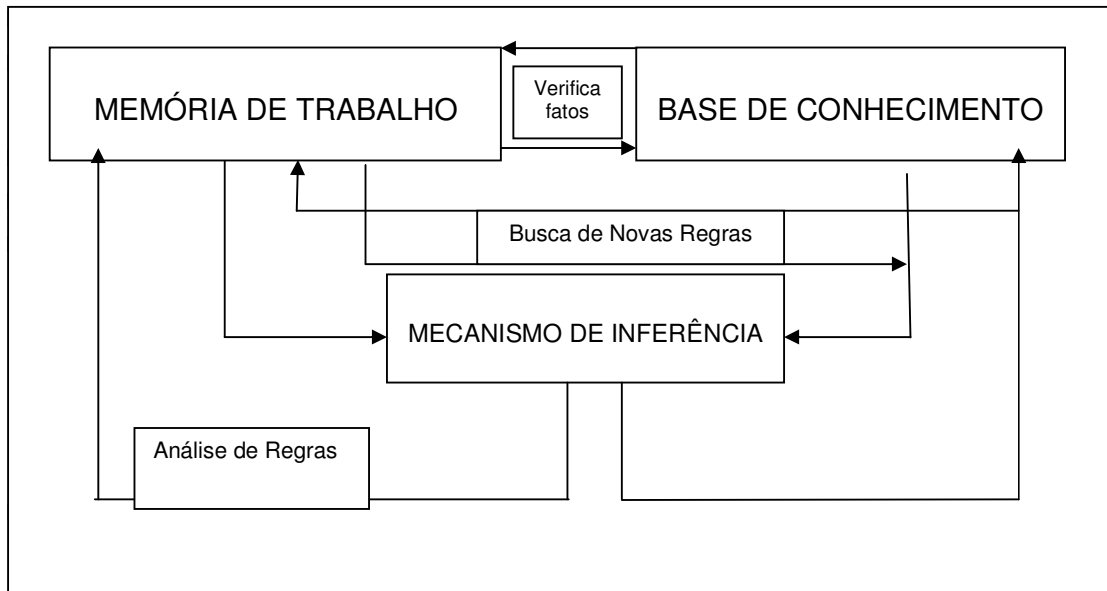 MEMÓRIA DE TRABALHO
Verifica
fatos
BASE DE CONHECIMENTO
Busca de Novas Regras
MECANISMO DE INFERÊNCIA
Análise de Regras